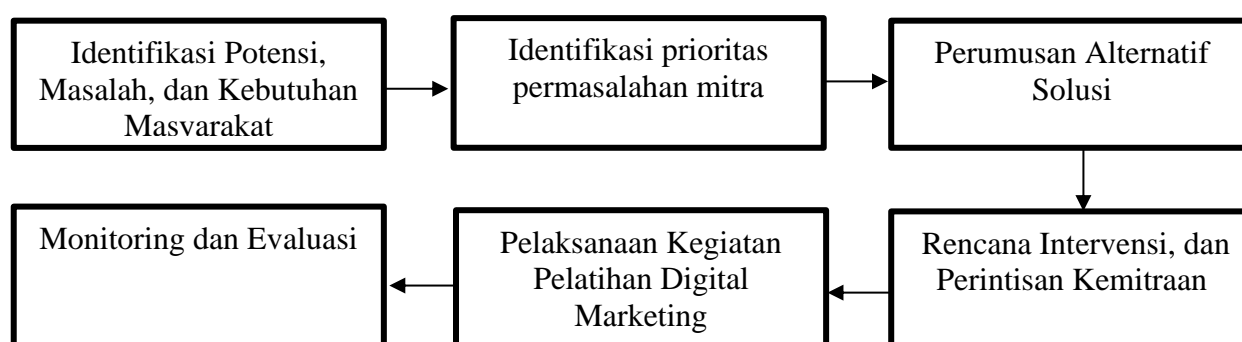 Identifikasi Potensi,
Masalah, dan Kebutuhan
Masyarakat
Identifikasi prioritas
permasalahan mitra
Perumusan Alternatif
Solusi
Rencana Intervensi, dan
Perintisan Kemitraan
Pelaksanaan Kegiatan
Pelatihan Digital
Marketing
Monitoring dan Evaluasi